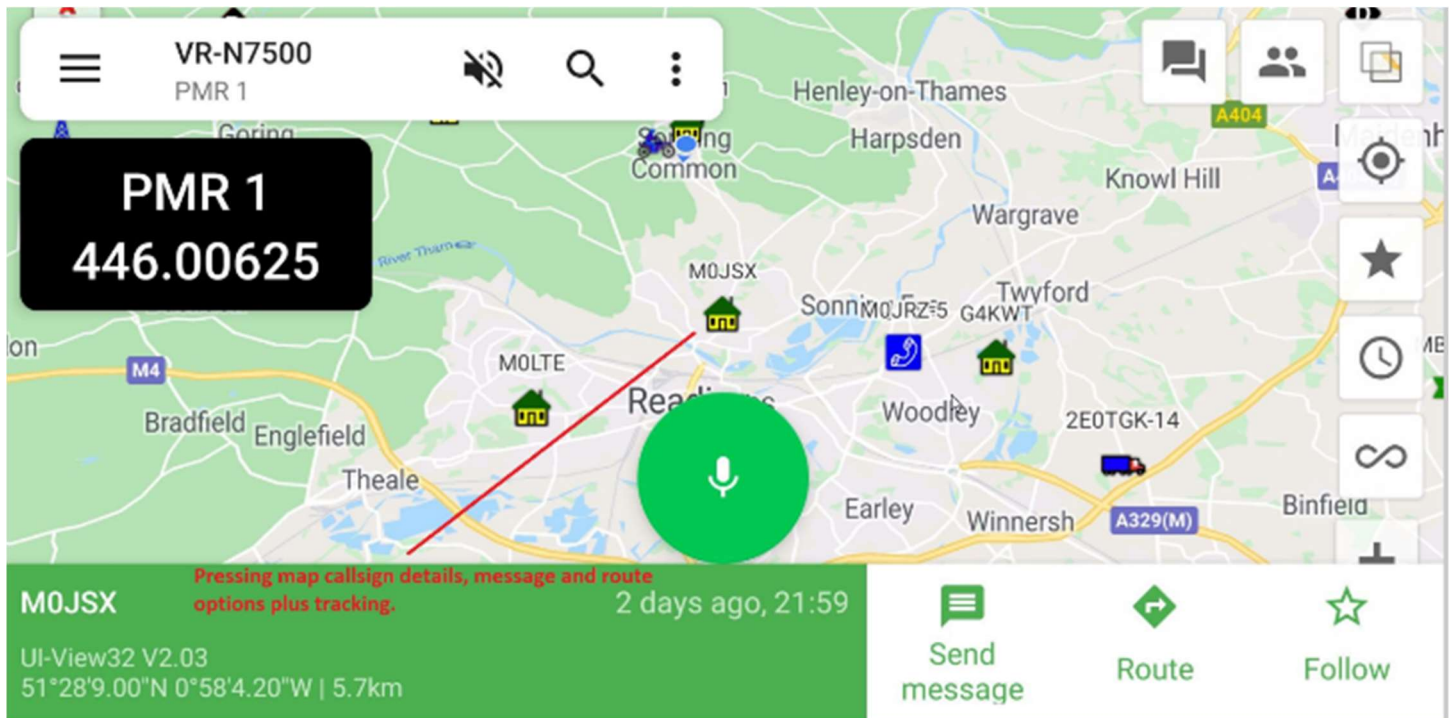 VR-N7500
PMR 1
Henley-on-Thames
A404
Goring
Harpsden
Common
Knowl Hill
PMR 1
446.00625
Wargrave
River Thames
M0JSX
Twyford
M0JRZ-5
G4KWT
M4
M0LTE
Bradfield
Englefield
Woodley
2E0TGK-14
Theale
Earley
Winnersh
A329(M)
Binfield
Pressing map callsign details, message and route
options plus tracking.
M0JSX
2 days ago, 21:59
UI-View32 V2.03
51°28'9.00"N 0°58'4.20"W | 5.7km
Send
message
Route
Follow